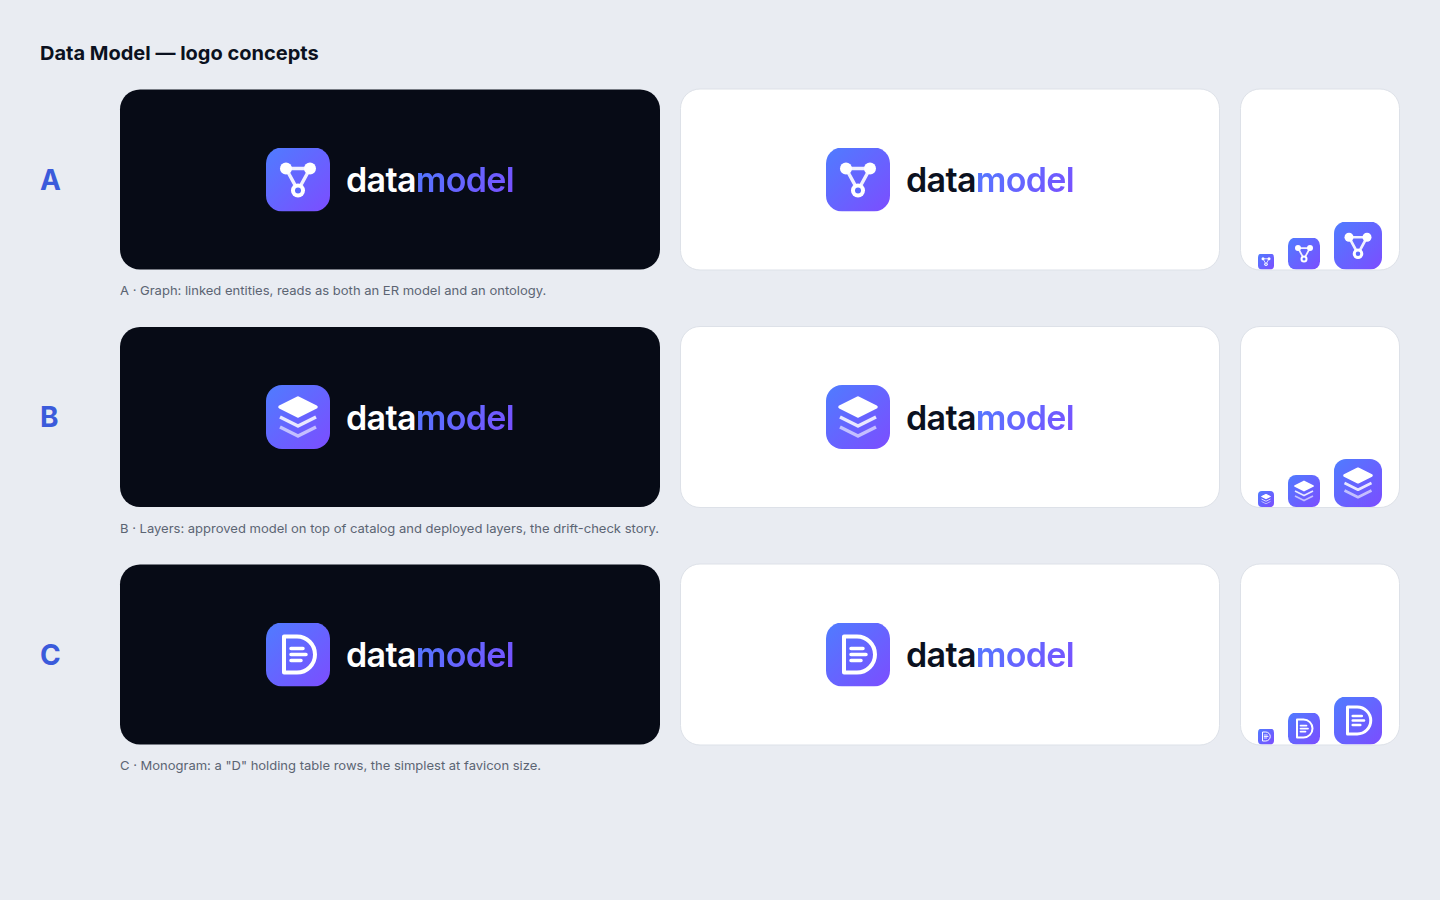 Data Model — logo concepts
A
datamodel
datamodel
A · Graph: linked entities, reads as both an ER model and an ontology.
B
datamodel
datamodel
B · Layers: approved model on top of catalog and deployed layers, the drift-check story.
C
datamodel
datamodel
C · Monogram: a "D" holding table rows, the simplest at favicon size.